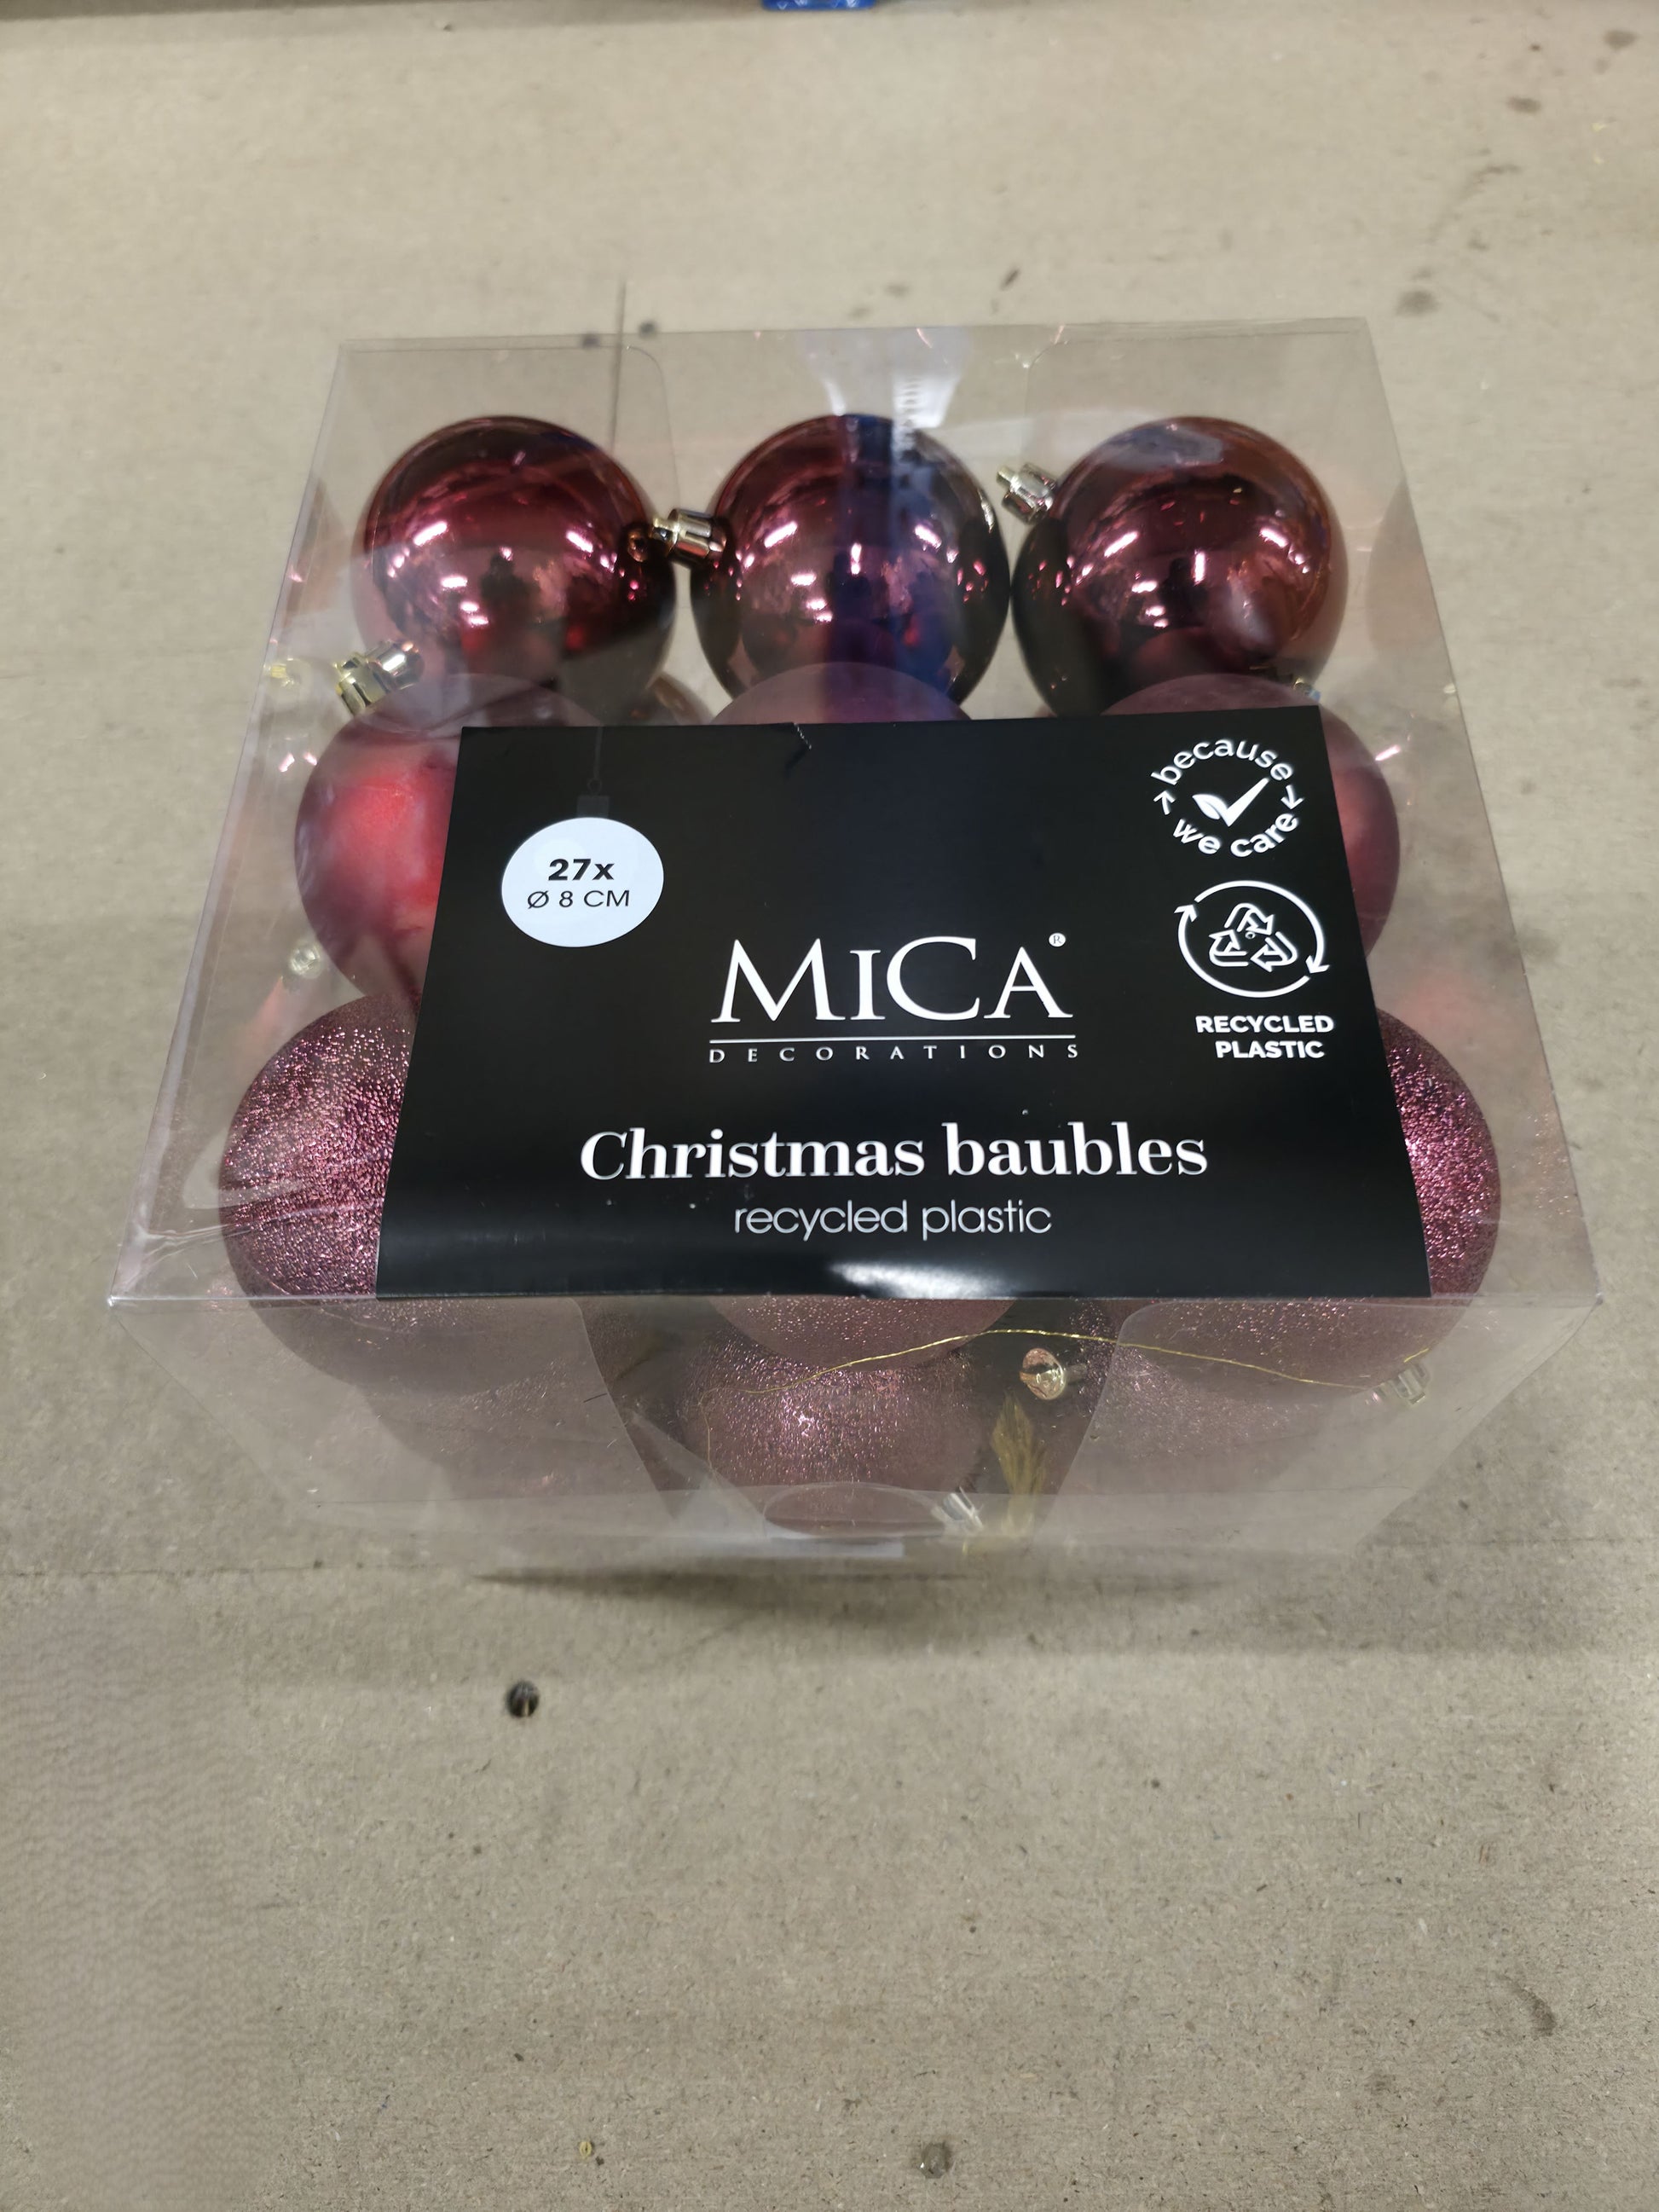 because
we care
27x
Ø 8 CM
MICA®
DECORATIONS
RECYCLED
PLASTIC
Christmas baubles
recycled plastic